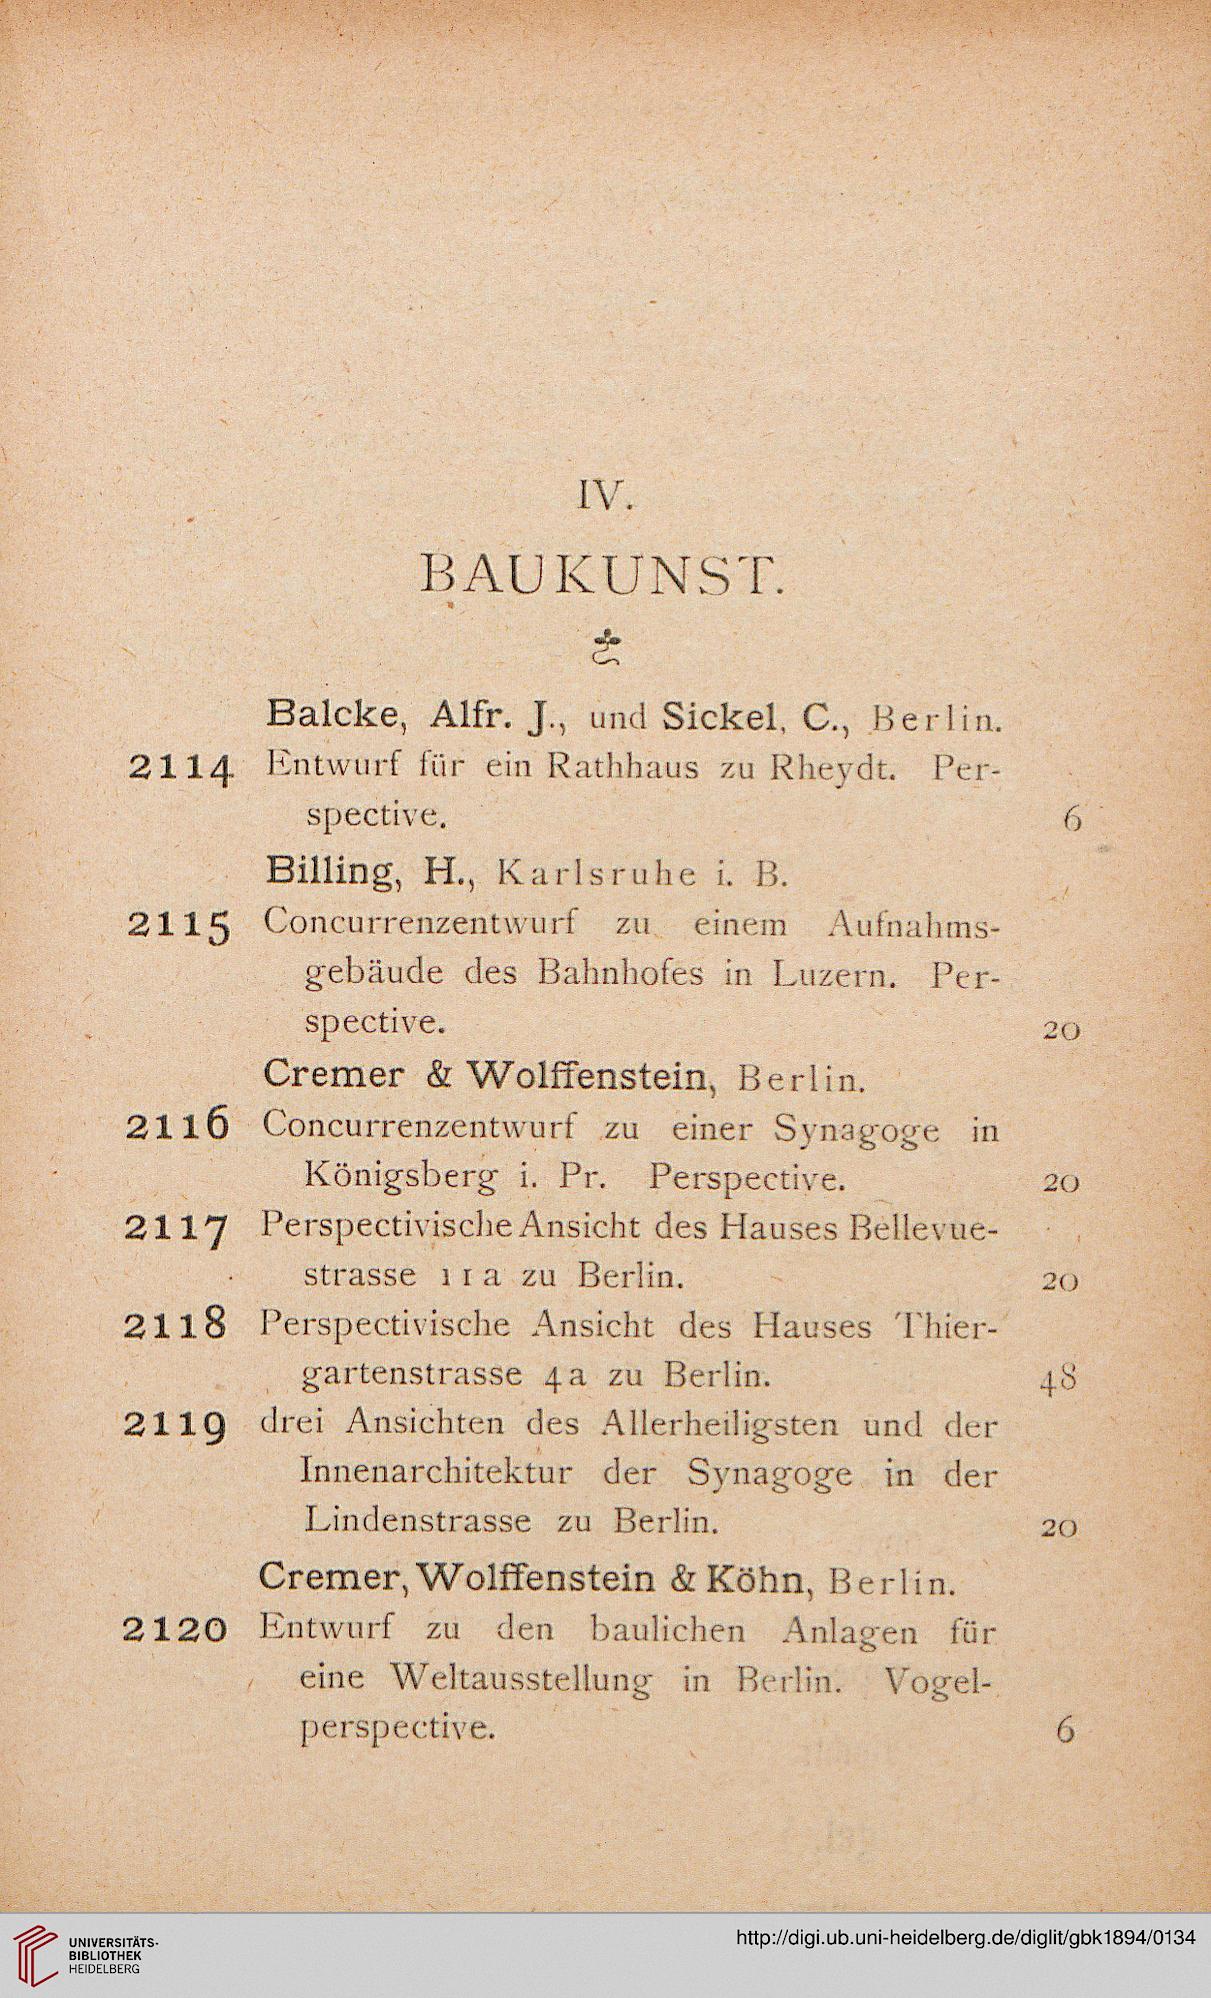 IV.
BAUKUNST.
Balcke, Alfr. J., und Sickel, C., Berlin.
2114 Entwurf für ein Rathhaus zu Rheydt. Per-
spective. 6
Billing, H., Karlsruhe i. B.
2115 Concurrenzentwurf zu einem Aufnahms-
gebäude des Bahnhofes in Luzern. Per-
spective. 20
Cremer & Wolffenstein, Berlin.
2116 Concurrenzentwurf zu einer Synagoge in
Königsberg i. Pr. Perspective. 20
2117 Perspectivische Ansicht des Hauses Bellevue-
strasse 11a zu Berlin. 20
2118 Perspectivische Ansicht des Hauses Thier-
gartenstrasse 4a zu Berlin. 48
2119 drei Ansichten des Allerheiligsten und der
Innenarchitektur der Synagoge in der
Lindenstrasse zu Berlin. 20
Cremer, Wolffenstein & Köhn, Berlin.
2120 Entwurf zu den baulichen Anlagen für
eine Weltausstellung in Berlin. Vogel-
perspective. 6
UNIVERSITÄTS-
BIBLIOTHEK
HEIDELBERG
http://digi.ub.uni-heidelberg.de/diglit/gbk1894/0134